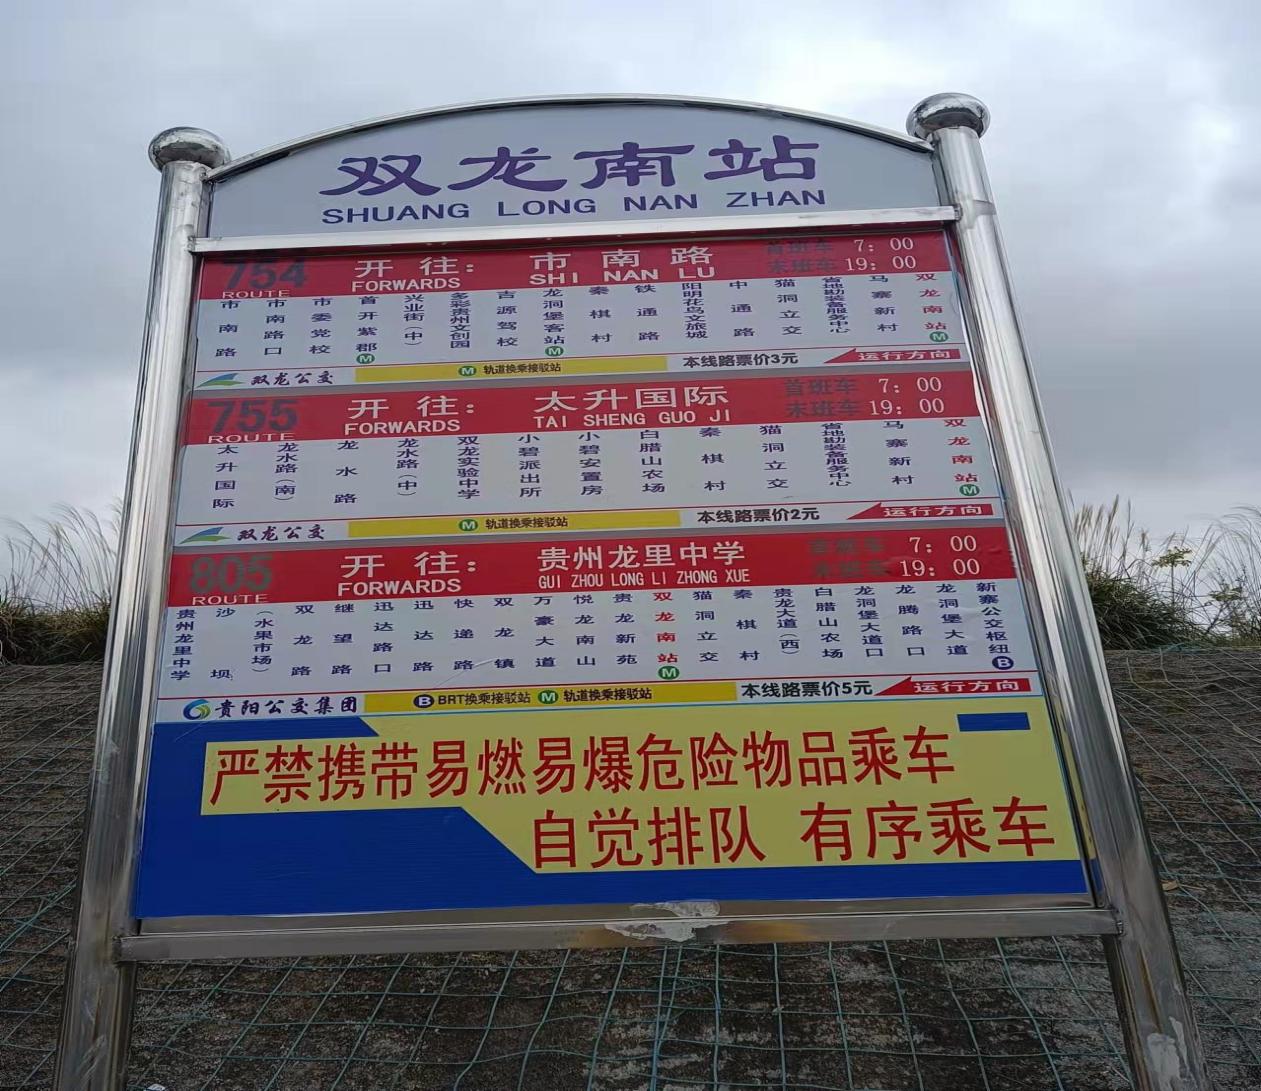 双龙南站
SHUANG LONG NAN ZHAN
754 开往： 市南路 首班车 7：00
ROUTE FORWARDS SHI NAN LU 末班车 19：00
市南路 市南路口 市委党校 首开紫郡 兴业街（中） 多彩贵州文创园 吉源驾校 龙洞堡客站 秦棋村 铁通路 阳明花鸟文旅城 中通路 猫洞立交 省地勘装备服务中心 马寨新村 双龙南站
M M M
双龙公交 M 轨道换乘接驳站 本线路票价3元 运行方向
755 开往： 太升国际 首班车 7：00
ROUTE FORWARDS TAI SHENG GUO JI 末班车 19：00
太升国际 龙水路（南） 龙水路 龙水路（中） 双龙实验中学 小碧派出所 小碧安置房 白腊山农场 秦棋村 猫洞立交 省地勘装备服务中心 马寨新村 双龙南站
M
双龙公交 M 轨道换乘接驳站 本线路票价2元 运行方向
805 开往： 贵州龙里中学 首班车 7：00
ROUTE FORWARDS GUI ZHOU LONG LI ZHONG XUE 末班车 19：00
贵州龙里中学 沙坝 （水果市场） 双龙路 继望路 迅达路口 迅达路 快递路 双龙镇 万豪大道 悦龙南山 贵龙新苑 双龙南站 猫洞立交 秦棋村 贵龙大道（西） 白腊山农场 龙洞堡大道口 龙腾路口 龙洞堡大道 新寨公交枢纽
M B
贵阳公交集团 B BRT换乘接驳站 M 轨道换乘接驳站 本线路票价5元 运行方向
严禁携带易燃易爆危险物品乘车
自觉排队 有序乘车